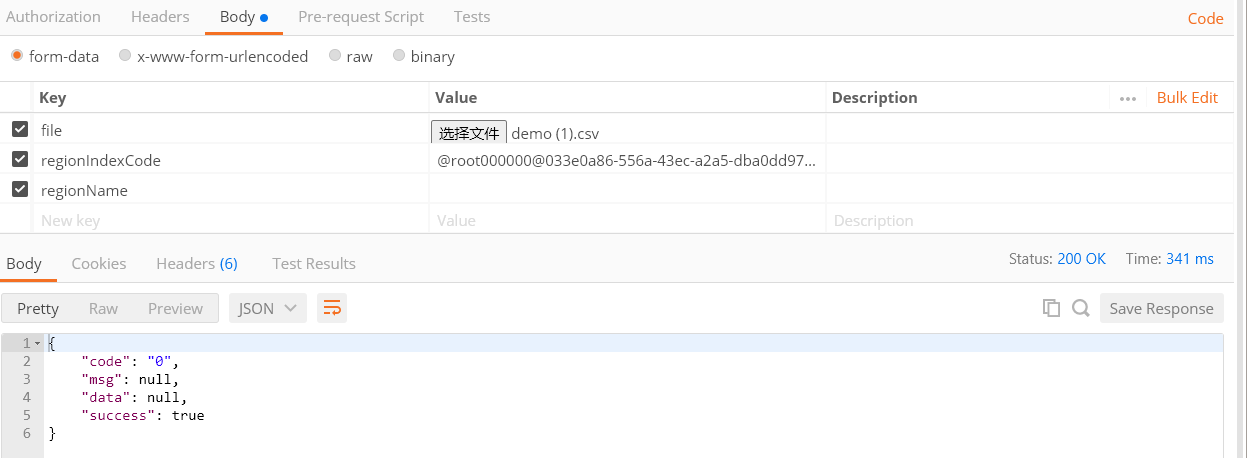 Authorization Headers Body Pre-request Script Tests Code
form-data x-www-form-urlencoded raw binary
Key Value Description ••• Bulk Edit
file 选择文件 demo (1).csv
regionIndexCode @root000000@033e0a86-556a-43ec-a2a5-dba0dd97...
regionName
New key Value Description
Body Cookies Headers (6) Test Results Status: 200 OK Time: 341 ms
Pretty Raw Preview JSON Save Response
1 {
2 "code": "0",
3 "msg": null,
4 "data": null,
5 "success": true
6 }